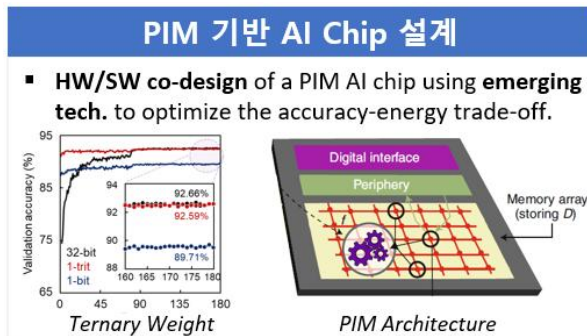 PIM 기반 AI Chip 설계
▪ HW/SW co-design of a PIM AI chip using emerging
tech. to optimize the accuracy-energy trade-off.
Validation accuracy (%)
95
85
75
65
0
45
90
135
180
32-bit
1-trit
1-bit
94
92
90
88
92.66%
92.59%
89.71%
160 165 170 175 180
Ternary Weight
Digital interface
Periphery
Memory array
(storing D)
PIM Architecture